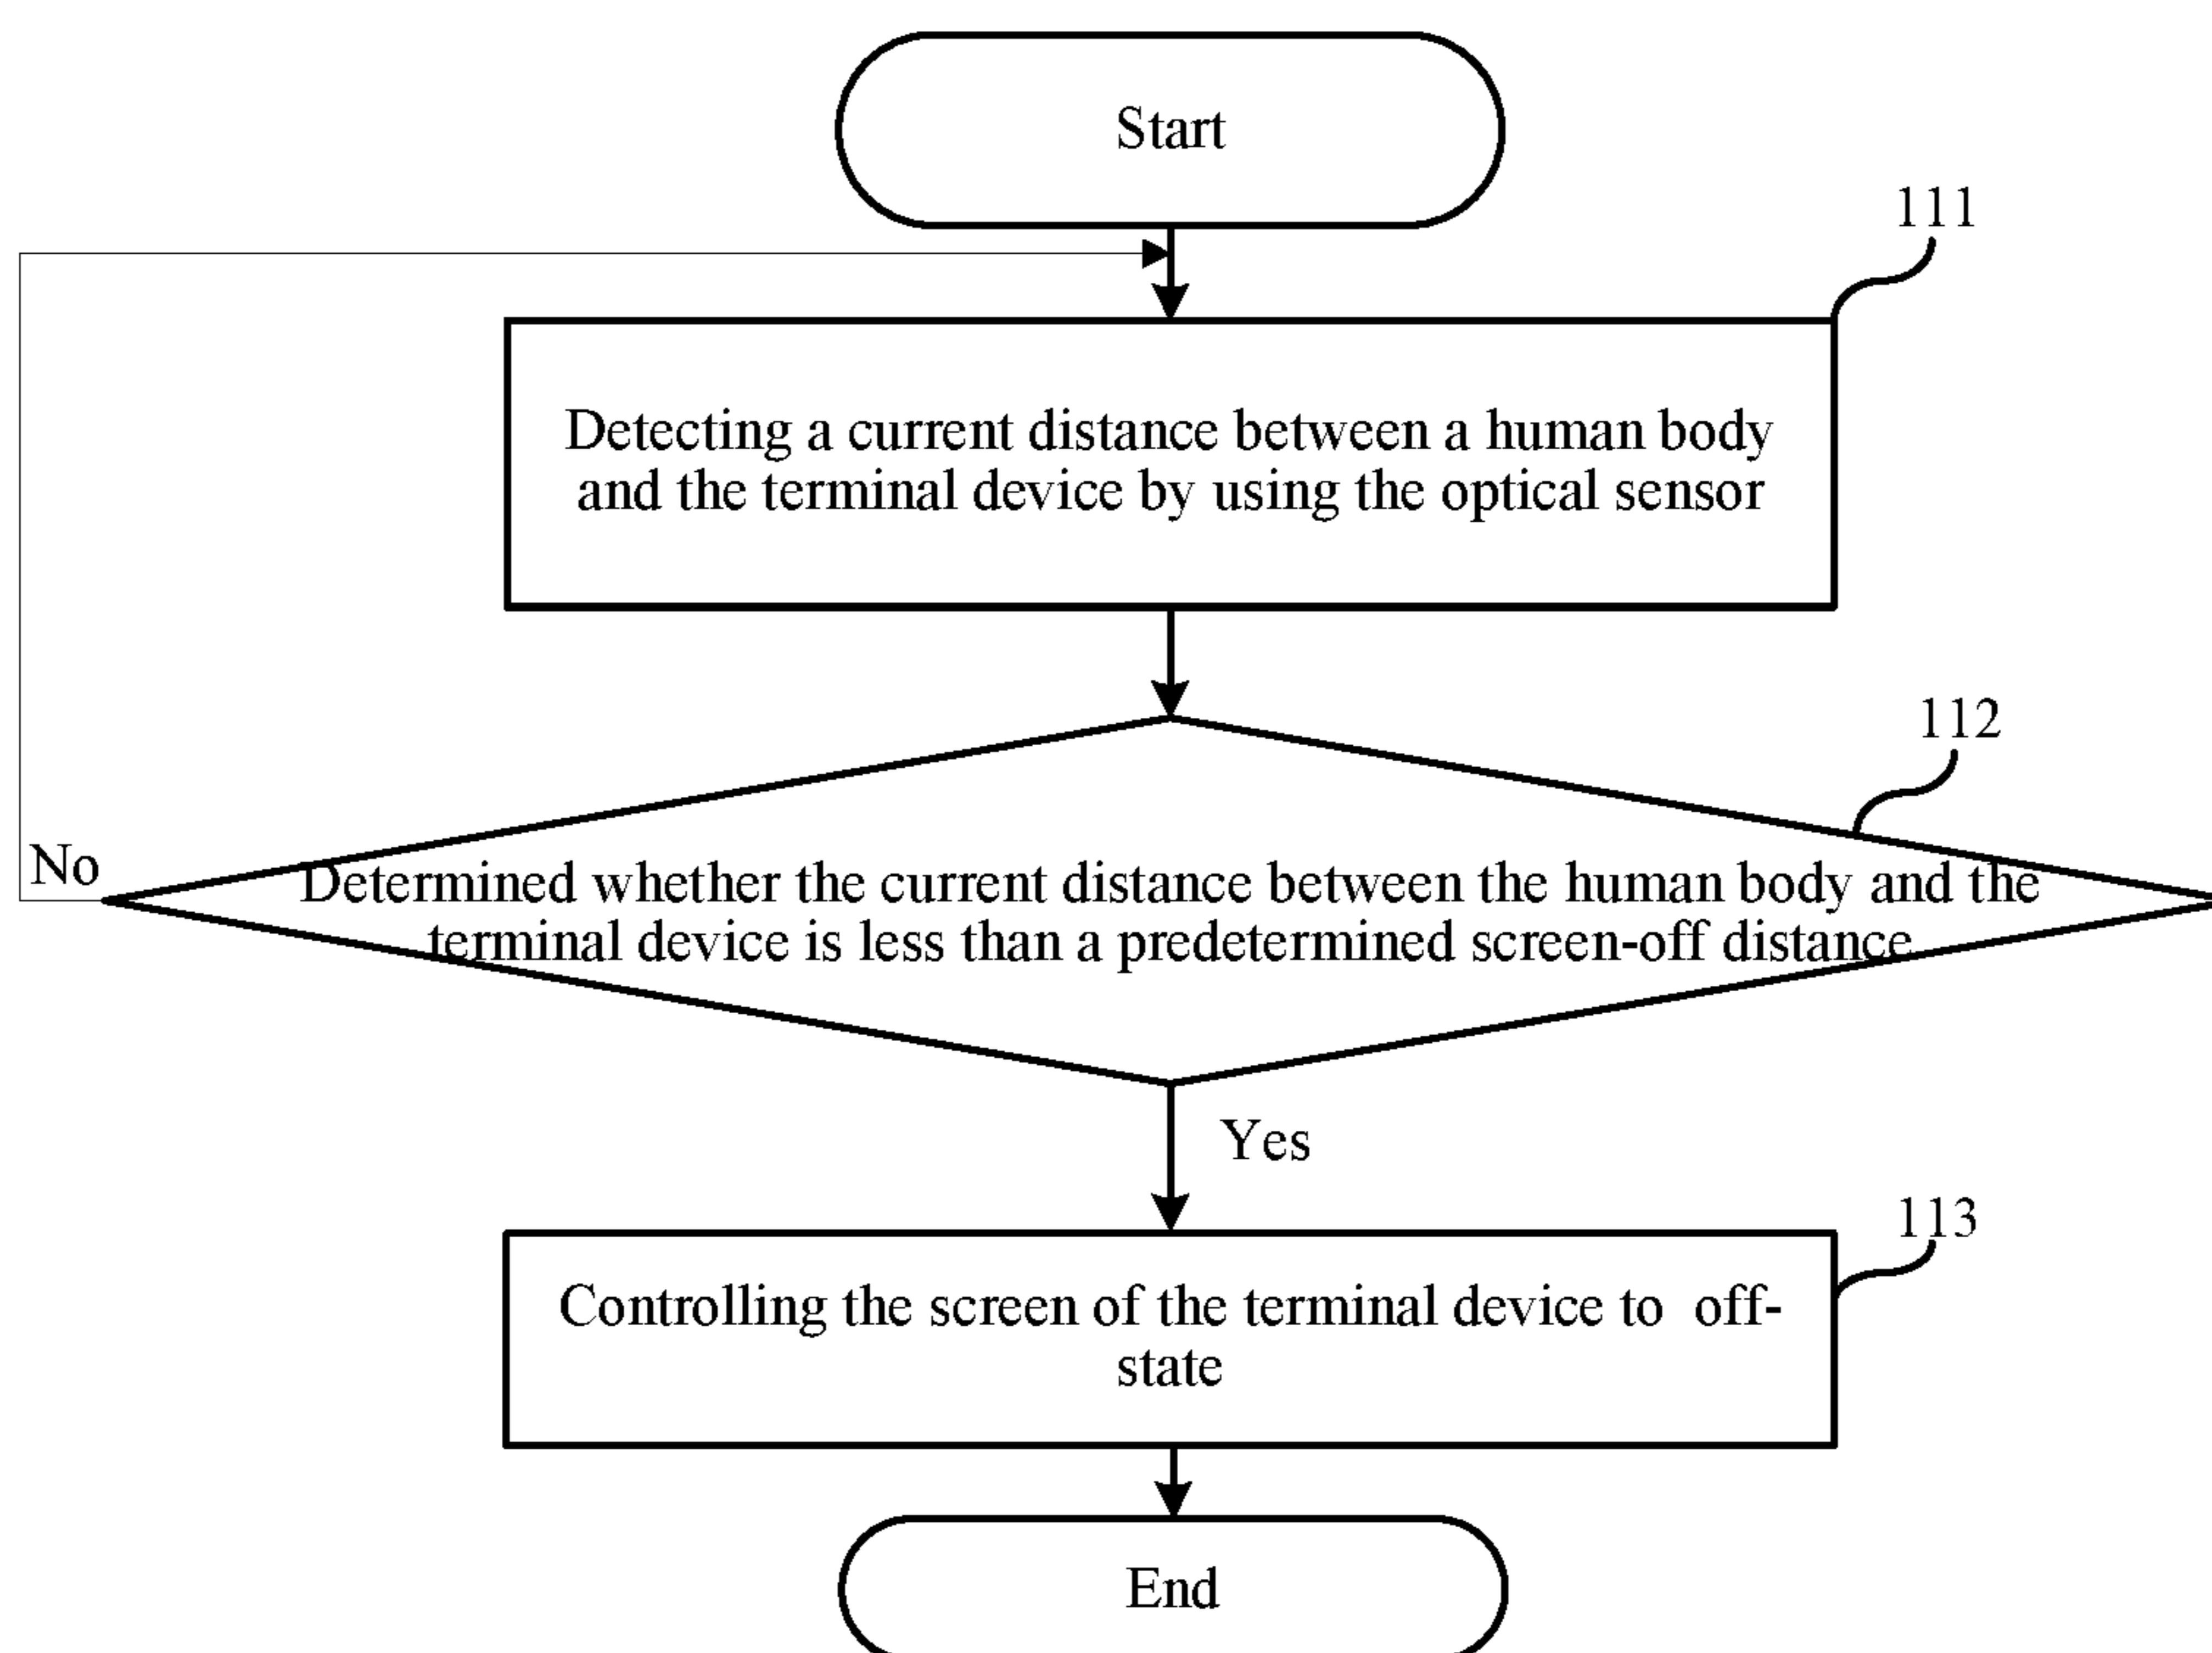 Start
111
Detecting a current distance between a human body
and the terminal device by using the optical sensor
112
No
Determined whether the current distance between the human body and the
terminal device is less than a predetermined screen-off distance
Yes
113
Controlling the screen of the terminal device to off-
state
End